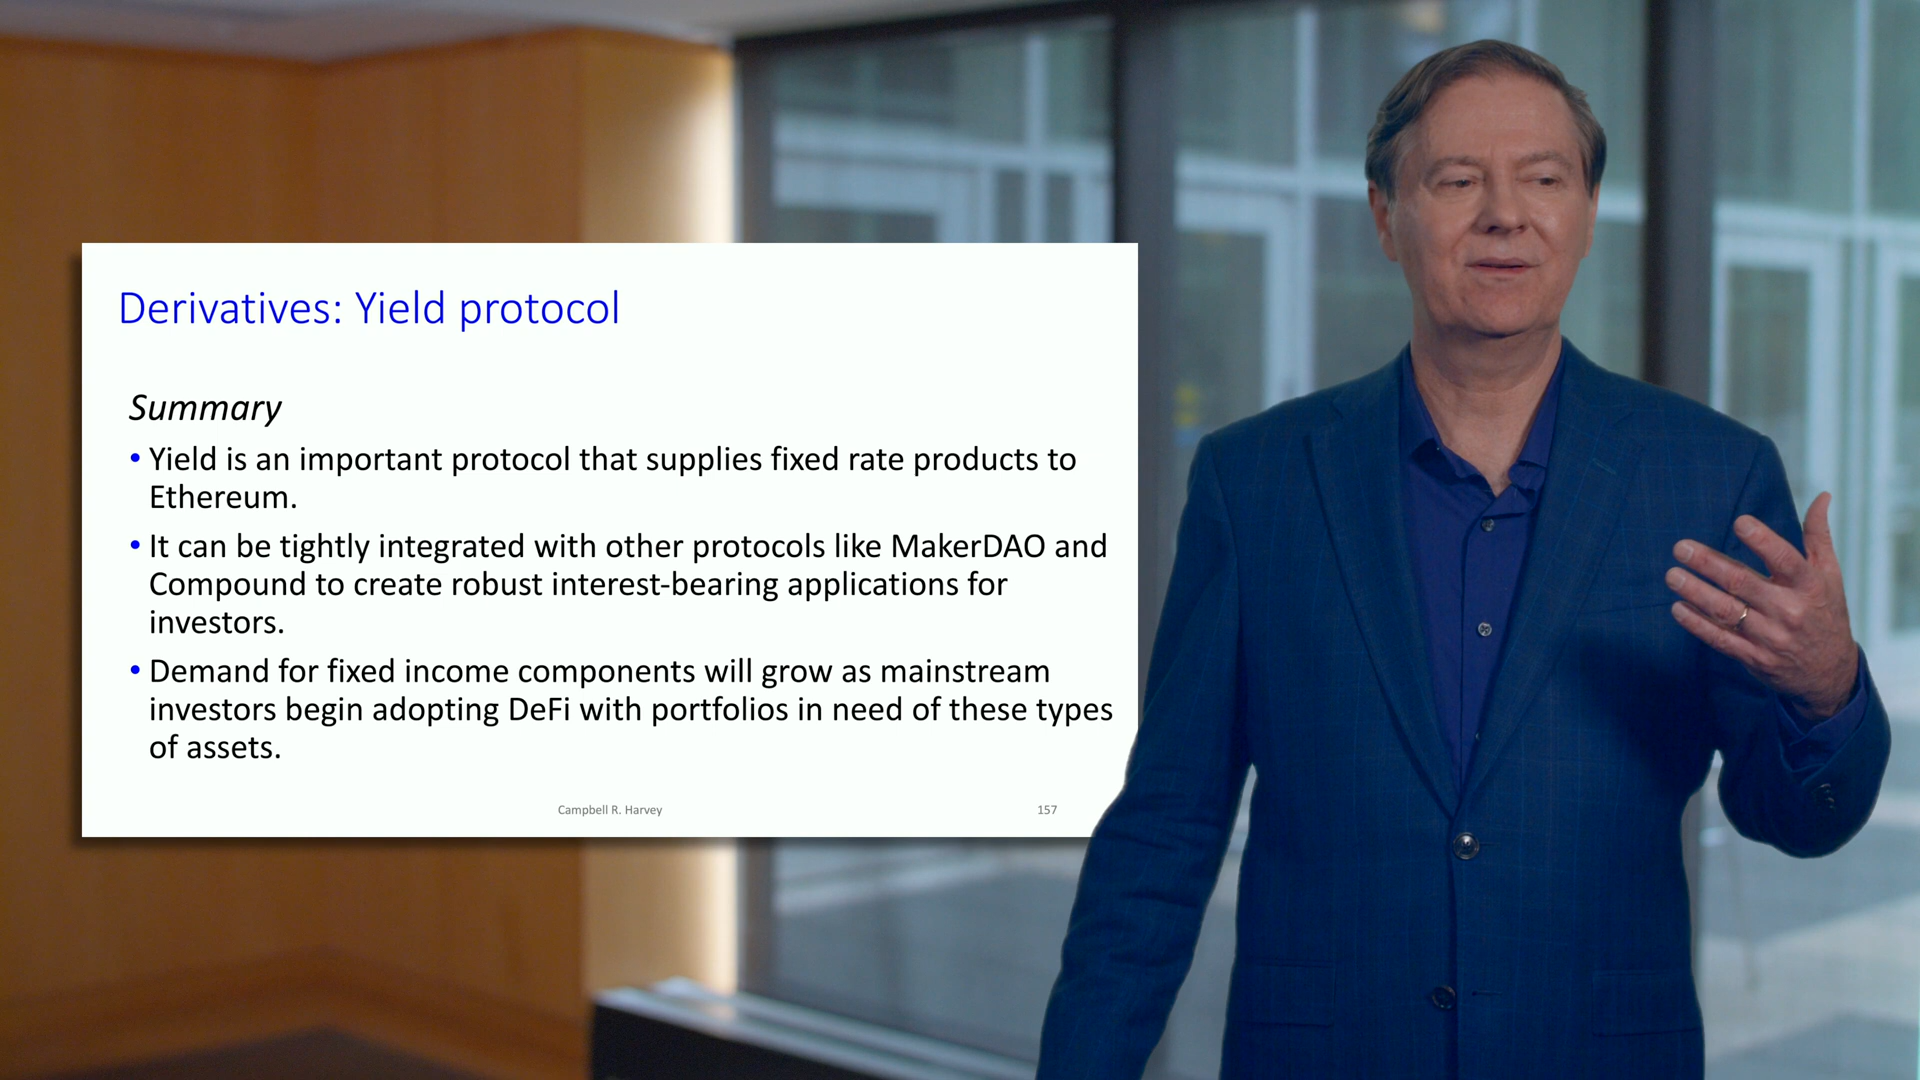 Derivatives: Yield protocol
Summary
• Yield is an important protocol that supplies fixed rate products to
Ethereum.
• It can be tightly integrated with other protocols like MakerDAO and
Compound to create robust interest-bearing applications for
investors.
• Demand for fixed income components will grow as mainstream
investors begin adopting DeFi with portfolios in need of these types
of assets.
Campbell R. Harvey
157